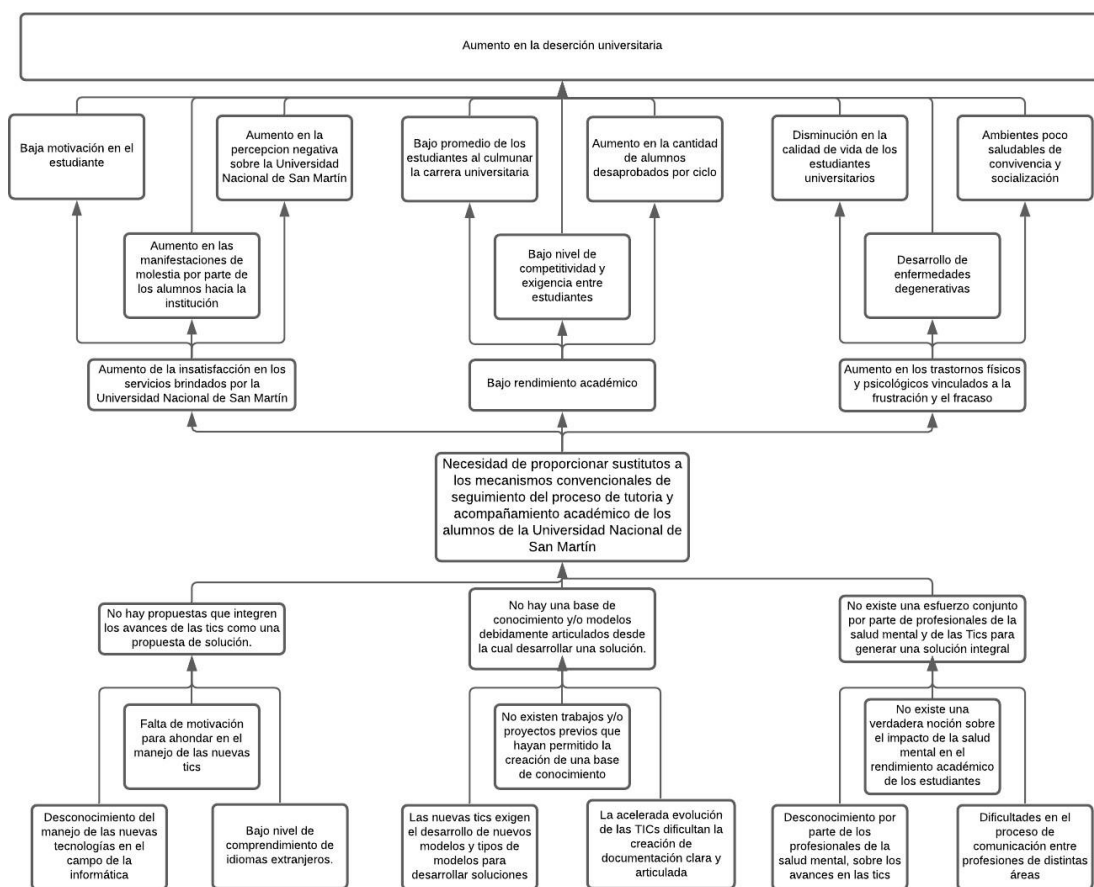 Aumento en la deserción universitaria
Baja motivación en el
estudiante
Aumento en la
percepcion negativa
sobre la Universidad
Nacional de San Martín
Bajo promedio de los
estudiantes al culmunar
la carrera universitaria
Aumento en la cantidad
de alumnos
desaprobados por ciclo
Disminución en la
calidad de vida de los
estudiantes
universitarios
Ambientes poco
saludables de
convivencia y
socialización
Aumento en las
manifestaciones de
molestia por parte de
los alumnos hacia la
institución
Bajo nivel de
competitividad y
exigencia entre
estudiantes
Desarrollo de
enfermedades
degenerativas
Aumento de la insatisfacción en los
servicios brindados por la
Universidad Nacional de San Martín
Bajo rendimiento académico
Aumento en los trastornos físicos
y psicológicos vinculados a la
frustración y el fracaso
Necesidad de proporcionar sustitutos a
los mecanismos convencionales de
seguimiento del proceso de tutoria y
acompañamiento académico de los
alumnos de la Universidad Nacional de
San Martín
No hay propuestas que integren
los avances de las tics como una
propuesta de solución.
No hay una base de
conocimiento y/o modelos
debidamente articulados desde
la cual desarrollar una solución.
No existe una esfuerzo conjunto
por parte de profesionales de la
salud mental y de las Tics para
generar una solución integral
Falta de motivación
para ahondar en el
manejo de las nuevas
tics
No existen trabajos y/o
proyectos previos que
hayan permitido la
creación de una base de
conocimiento
No existe una
verdadera noción sobre
el impacto de la salud
mental en el
rendimiento académico
de los estudiantes
Desconocimiento del
manejo de las nuevas
tecnologías en el
campo de la
informática
Bajo nivel de
comprendimiento de
idiomas extranjeros.
Las nuevas tics exigen
el desarrollo de nuevos
modelos y tipos de
modelos para
desarrollar soluciones
La acelerada evolución
de las TICs dificultan la
creación de
documentación clara y
articulada
Desconocimiento por
parte de los
profesionales de la
salud mental, sobre los
avances en las tics
Dificultades en el
proceso de
comunicación entre
profesiones de distintas
áreas